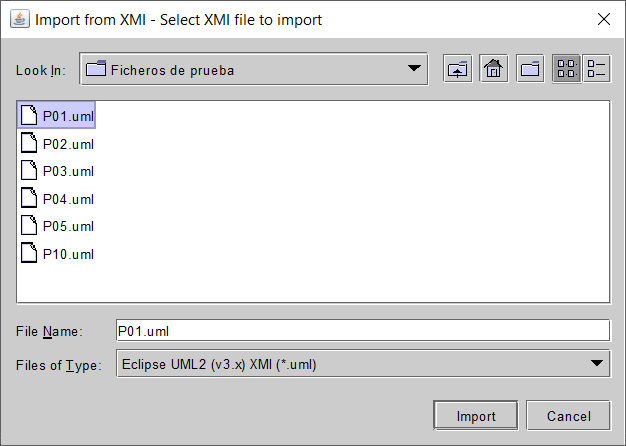 Import from XMI - Select XMI file to import
Look In: Ficheros de prueba
P01.uml
P02.uml
P03.uml
P04.uml
P05.uml
P10.uml
File Name: P01.uml
Files of Type: Eclipse UML2 (v3.x) XMI (*.uml)
Import Cancel